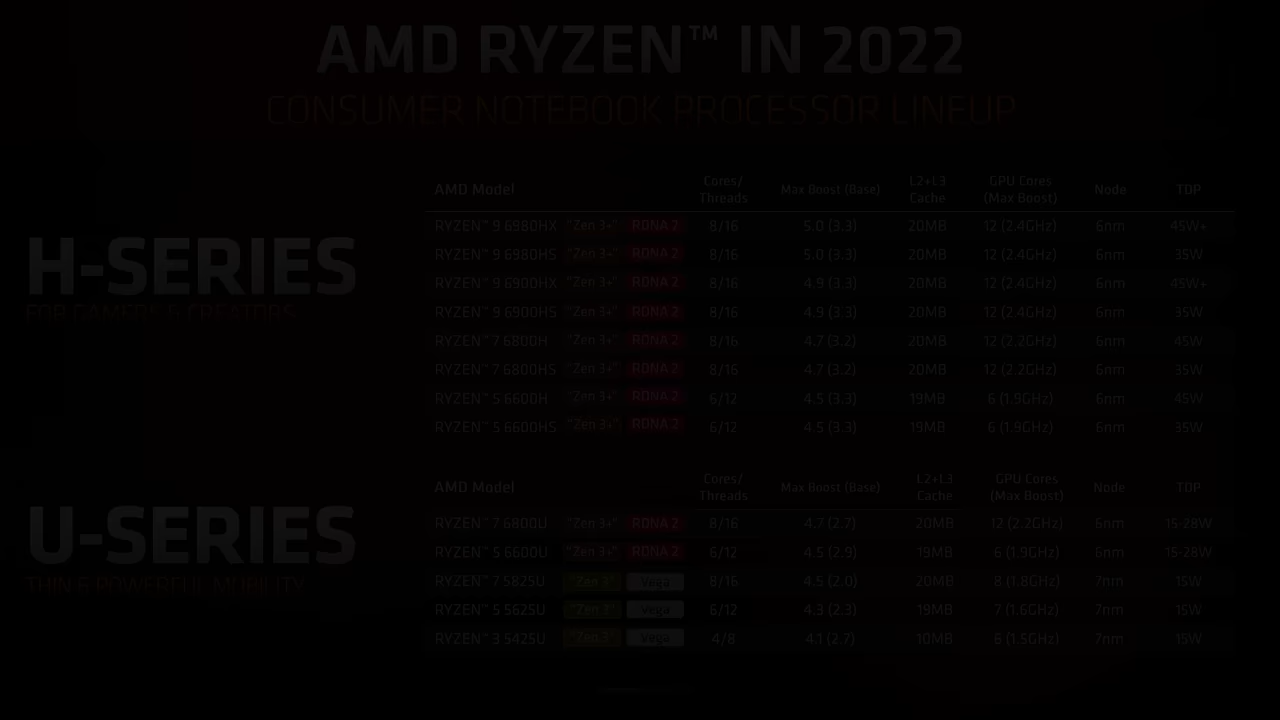 AMD RYZEN™ IN 2022
CONSUMER NOTEBOOK PROCESSOR LINEUP
H-SERIES
FOR GAMERS & CREATORS
AMD Model Cores/ Threads Max Boost (Base) L2+L3 Cache GPU Cores (Max Boost) Node TDP
RYZEN™ 9 6980HX "Zen 3+" RDNA 2 8/16 5.0 (3.3) 20MB 12 (2.4GHz) 6nm 45W+
RYZEN™ 9 6980HS "Zen 3+" RDNA 2 8/16 5.0 (3.3) 20MB 12 (2.4GHz) 6nm 35W
RYZEN™ 9 6900HX "Zen 3+" RDNA 2 8/16 4.9 (3.3) 20MB 12 (2.4GHz) 6nm 45W+
RYZEN™ 9 6900HS "Zen 3+" RDNA 2 8/16 4.9 (3.3) 20MB 12 (2.4GHz) 6nm 35W
RYZEN™ 7 6800H "Zen 3+" RDNA 2 8/16 4.7 (3.2) 20MB 12 (2.2GHz) 6nm 45W
RYZEN™ 7 6800HS "Zen 3+" RDNA 2 8/16 4.7 (3.2) 20MB 12 (2.2GHz) 6nm 35W
RYZEN™ 5 6600H "Zen 3+" RDNA 2 6/12 4.5 (3.3) 19MB 6 (1.9GHz) 6nm 45W
RYZEN™ 5 6600HS "Zen 3+" RDNA 2 6/12 4.5 (3.3) 19MB 6 (1.9GHz) 6nm 35W
U-SERIES
THIN & POWERFUL MOBILITY
AMD Model Cores/ Threads Max Boost (Base) L2+L3 Cache GPU Cores (Max Boost) Node TDP
RYZEN™ 7 6800U "Zen 3+" RDNA 2 8/16 4.7 (2.7) 20MB 12 (2.2GHz) 6nm 15-28W
RYZEN™ 5 6600U "Zen 3+" RDNA 2 6/12 4.5 (2.9) 19MB 6 (1.9GHz) 6nm 15-28W
RYZEN™ 7 5825U "Zen 3" Vega 8/16 4.5 (2.0) 20MB 8 (1.8GHz) 7nm 15W
RYZEN™ 5 5625U "Zen 3" Vega 6/12 4.3 (2.3) 19MB 7 (1.6GHz) 7nm 15W
RYZEN™ 3 5425U "Zen 3" Vega 4/8 4.1 (2.7) 10MB 6 (1.5GHz) 7nm 15W